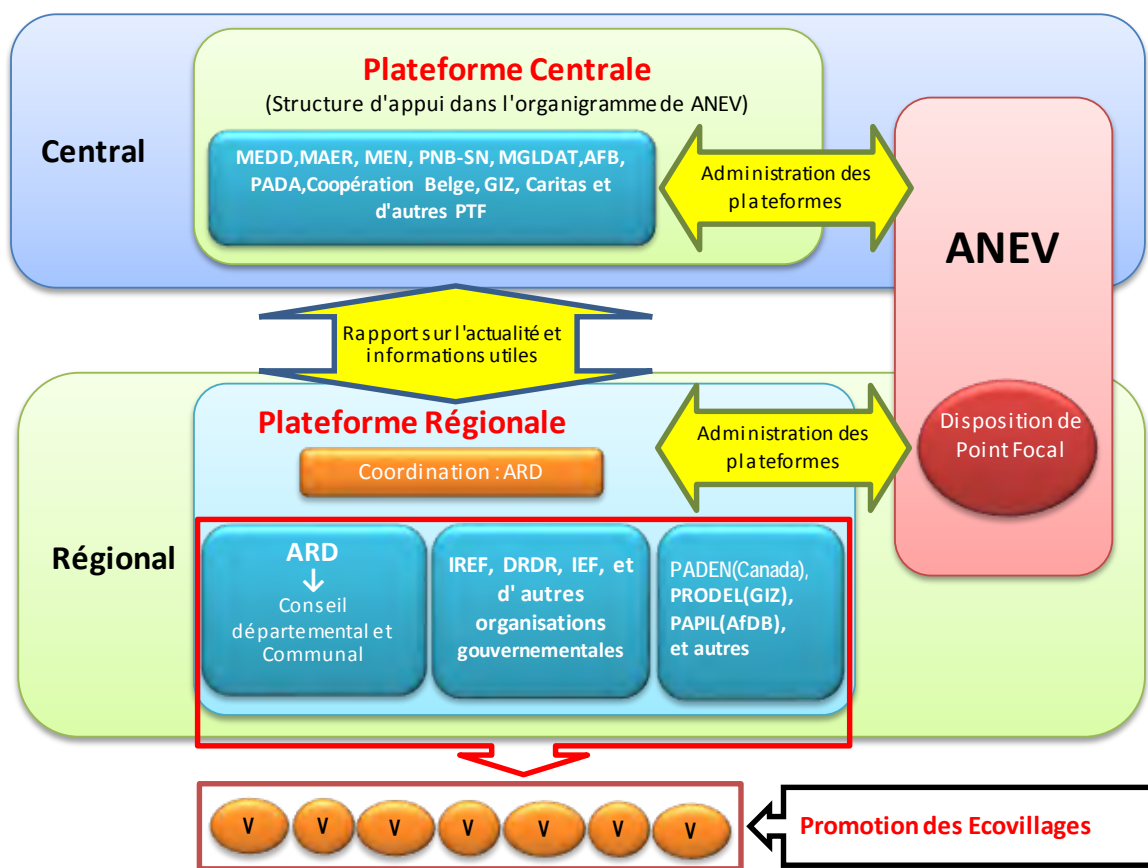 Plateforme Centrale
(Structure d'appui dans l'organigramme de ANEV)
Central
MEDD,MAER, MEN, PNB-SN, MGLDAT,AFB,
PADA,Coopération Belge, GIZ, Caritas et
d'autres PTF
Administration des
plateformes
ANEV
Rapport sur l'actualité et
informations utiles
Plateforme Régionale
Coordination : ARD
Administration des
plateformes
Disposition de
Point Focal
Régional
ARD
↓
Conseil
départemental et
Communal
IREF, DRDR, IEF, et
d' autres
organisations
gouvernementales
PADEN(Canada),
PRODEL(GIZ),
PAPIL(AfDB),
et autres
V V V V V V V
Promotion des Ecovillages